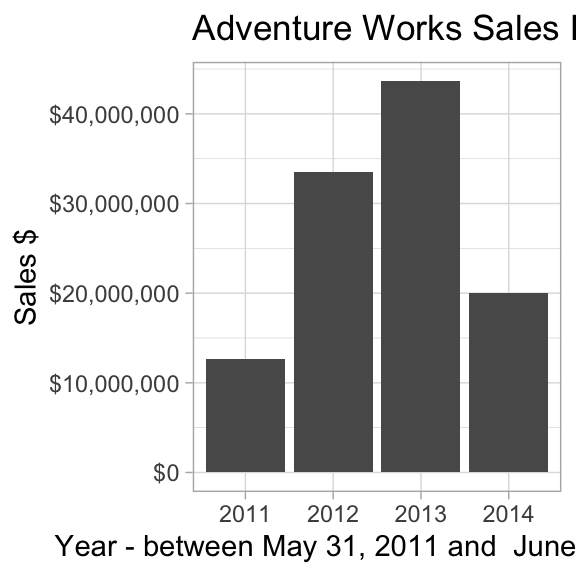 Adventure Works Sales
Sales $
$40,000,000
$30,000,000
$20,000,000
$10,000,000
$0
2011 2012 2013 2014
Year - between May 31, 2011 and  June